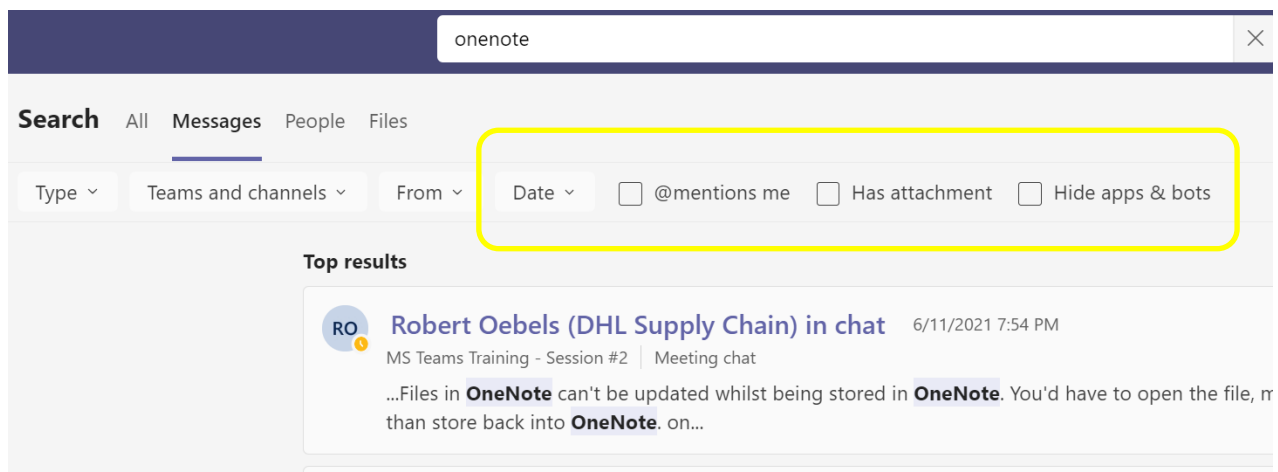 onenote
Search All Messages People Files
Type Teams and channels From Date @mentions me Has attachment Hide apps & bots
Top results
RO Robert Oebels (DHL Supply Chain) in chat 6/11/2021 7:54 PM
MS Teams Training - Session #2 Meeting chat
...Files in OneNote can't be updated whilst being stored in OneNote. You'd have to open the file,
than store back into OneNote. on...